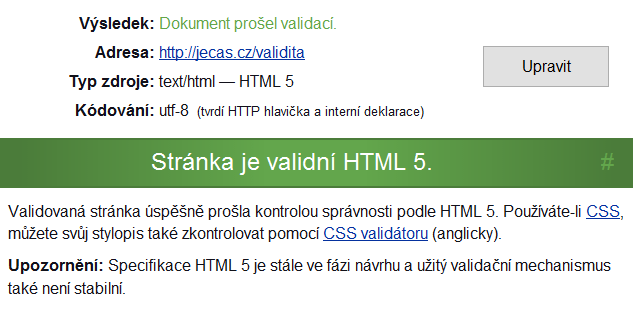 Výsledek: Dokument prošel validací.
Adresa: http://jecas.cz/validita
Upravit
Typ zdroje: text/html — HTML 5
Kódování: utf-8 (tvrdí HTTP hlavička a interní deklarace)
Stránka je validní HTML 5. #
Validovaná stránka úspěšně prošla kontrolou správnosti podle HTML 5. Používáte-li CSS,
můžete svůj stylopis také zkontrolovat pomocí CSS validátoru (anglicky).
Upozornění: Specifikace HTML 5 je stále ve fázi návrhu a užitý validační mechanismus
také není stabilní.